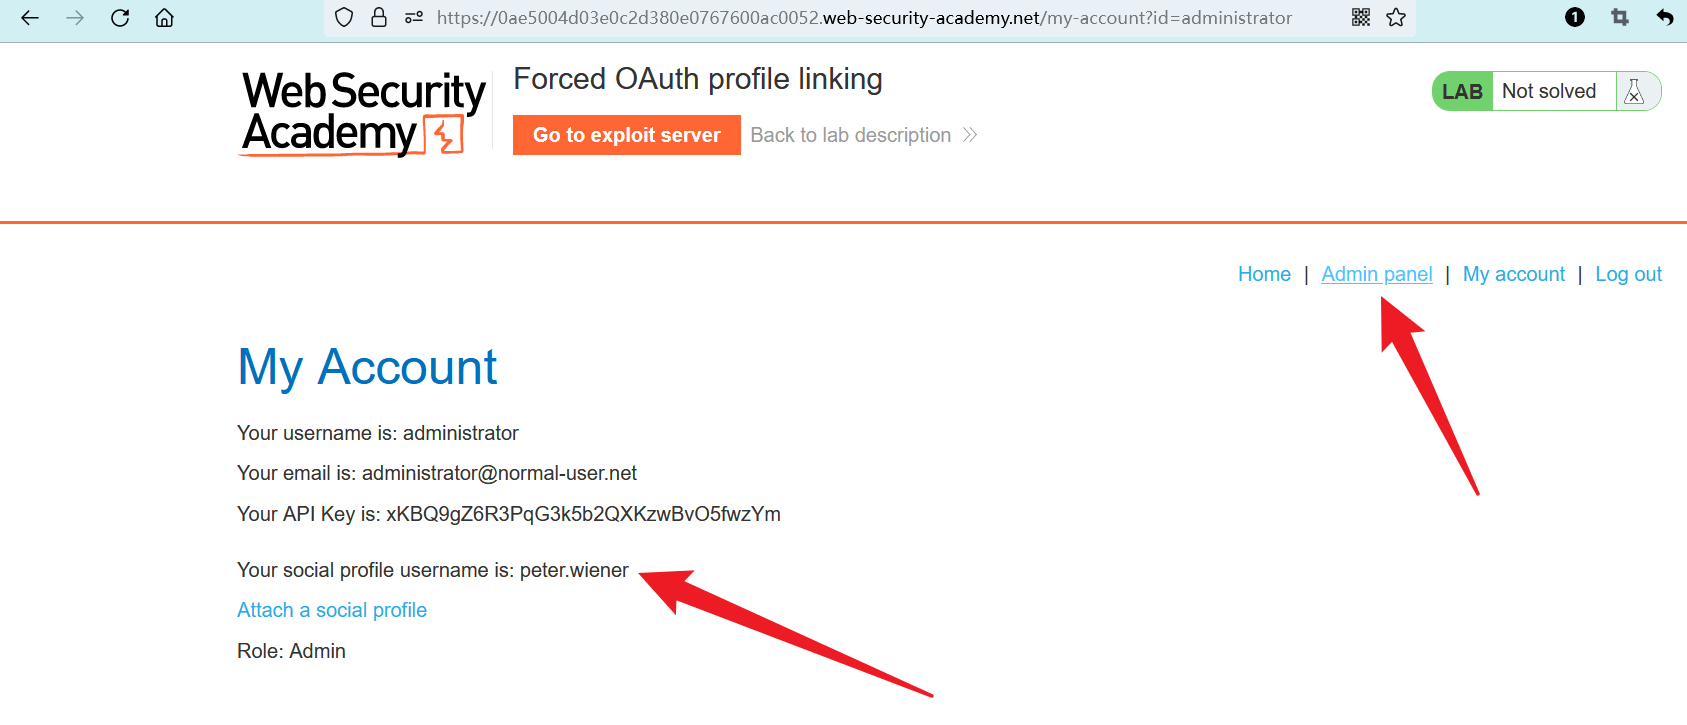 https://0ae5004d03e0c2d380e0767600ac0052.web-security-academy.net/my-account?id=administrator
1
Web Security
Academy
Forced OAuth profile linking
Go to exploit server
Back to lab description
LAB
Not solved
Home | Admin panel | My account | Log out
My Account
Your username is: administrator
Your email is: administrator@normal-user.net
Your API Key is: xKBQ9gZ6R3PqG3k5b2QXKzwBvO5fwzYm
Your social profile username is: peter.wiener
Attach a social profile
Role: Admin